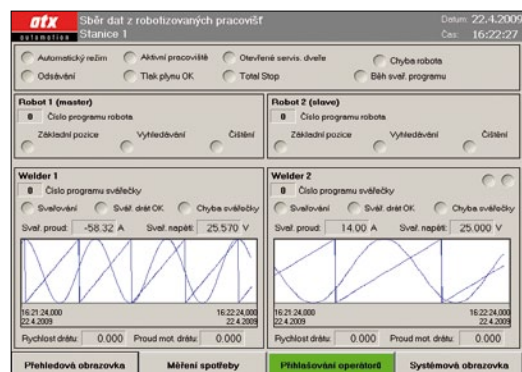 atx Sběr dat z robotizovaných pracovišť Datum: 22.4.2009
automation Stanice 1 Čas: 16:22:27
Automatický režim Aktivní pracoviště Otevřené servis. dveře Chyba robota
Odsávání Tlak plynu OK Total Stop Běh svař. programu
Robot 1 (master) Robot 2 (slave)
0 Číslo programu robota 0 Číslo programu robota
Základní pozice Vyhledávání Čištění Základní pozice Vyhledávání Čištění
Welder 1 Welder 2
0 Číslo programu svářečky 0 Číslo programu svářečky
Svařování Svář. drát OK Chyba svářečky Svařování Svář. drát OK Chyba svářečky
Svař. proud: -58.32 A Svař. napětí: 25.570 V Svař. proud: 14.00 A Svař. napětí: 25.000 V
16:21:24,000 16:22:24,000 16:21:24,000 16:22:24,000
22.4.2009 22.4.2009 22.4.2009 22.4.2009
Rychlost drátu: 0.000 Proud mot. drátu: 0.000 Rychlost drátu: 0.000 Proud mot. drátu: 0.000
Přehledová obrazovka Měření spotřeby Přihlašování operátorů Systémová obrazovka